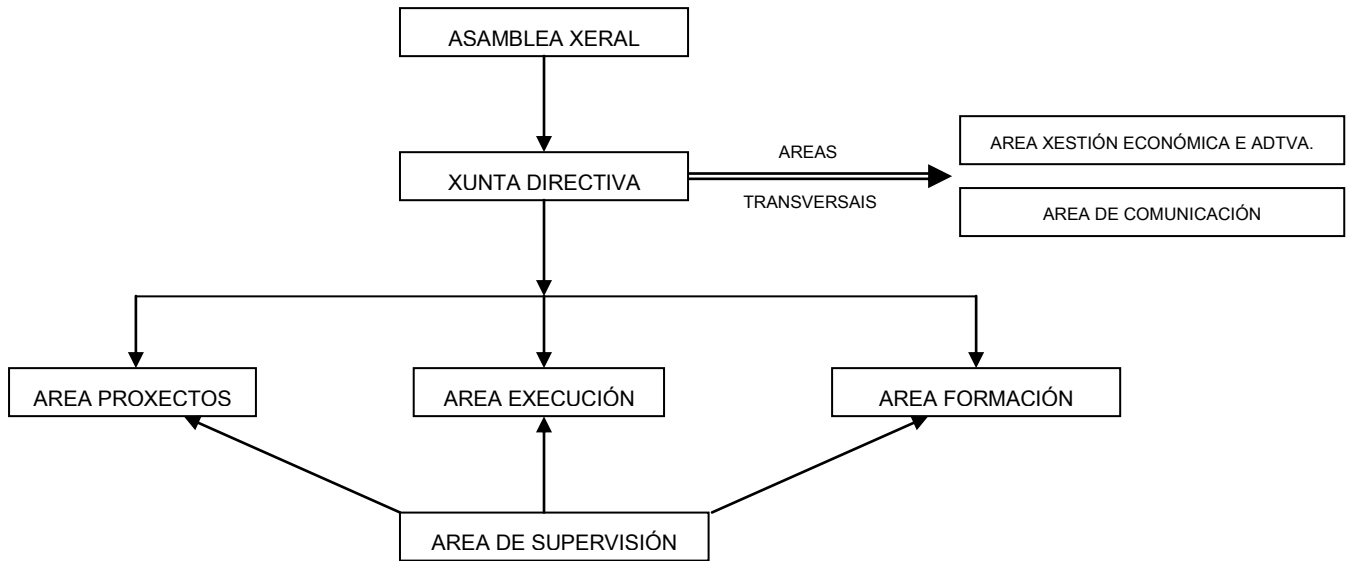 ASAMBLEA XERAL
AREA XESTIÓN ECONÓMICA E ADTVA.
AREAS
XUNTA DIRECTIVA
TRANSVERSAIS
AREA DE COMUNICACIÓN
AREA PROXECTOS
AREA EXECUCIÓN
AREA FORMACIÓN
AREA DE SUPERVISIÓN